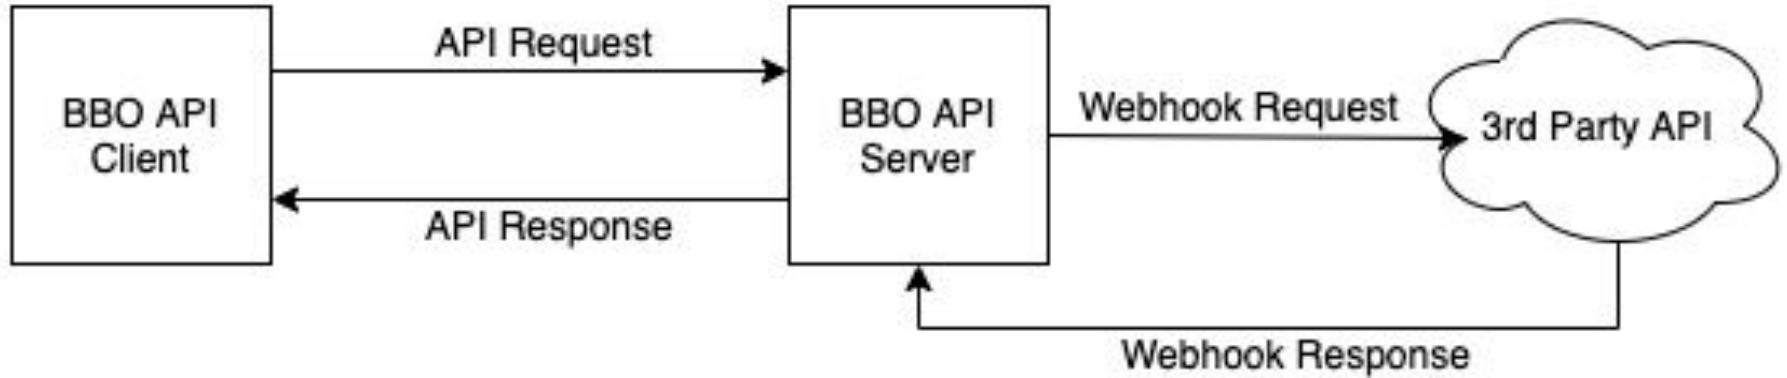 BBO API
Client
API Request
API Response
BBO API
Server
Webhook Request
3rd Party API
Webhook Response